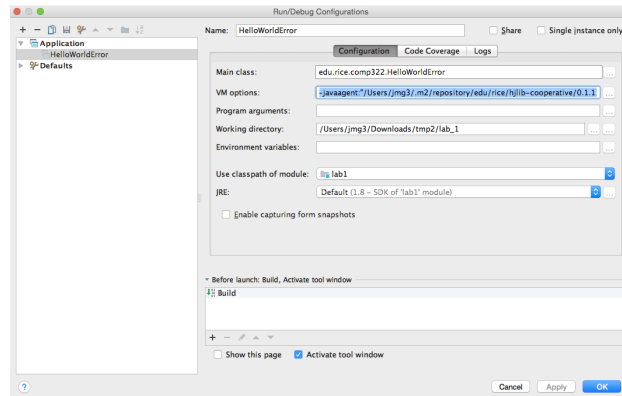 Run/Debug Configurations
Name: HelloWorldError Share Single instance only
Application
HelloWorldError
Defaults
Configuration Code Coverage Logs
Main class: edu.rice.comp322.HelloWorldError ...
VM options: -javaagent:"/Users/jmg3/.m2/repository/edu/rice/hjlib-cooperative/0.1.1 ...
Program arguments: ...
Working directory: /Users/jmg3/Downloads/tmp2/lab_1 ... ...
Environment variables: ...
Use classpath of module: lab1
JRE: Default (1.8 – SDK of 'lab1' module) ...
Enable capturing form snapshots
Before launch: Build, Activate tool window
Build
Show this page Activate tool window
? Cancel Apply OK